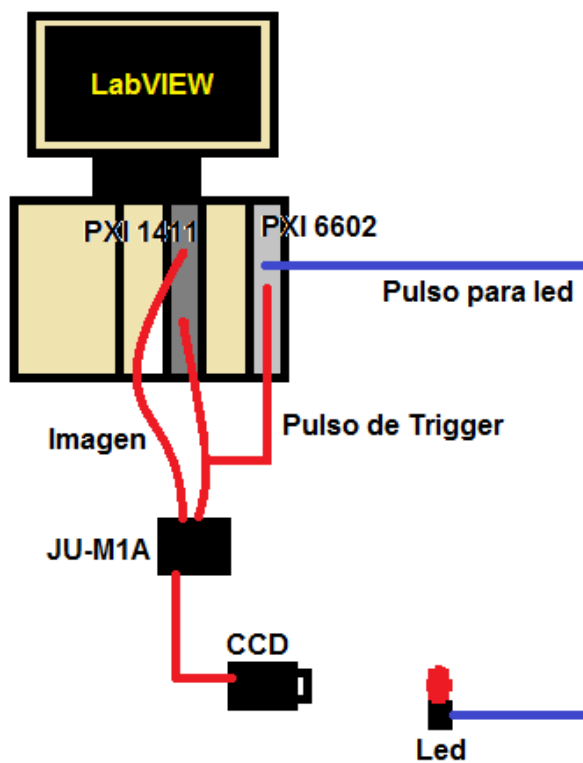 LabVIEW
PXI 1411
PXI 6602
Pulso para led
Imagen
Pulso de Trigger
JU-M1A
CCD
Led